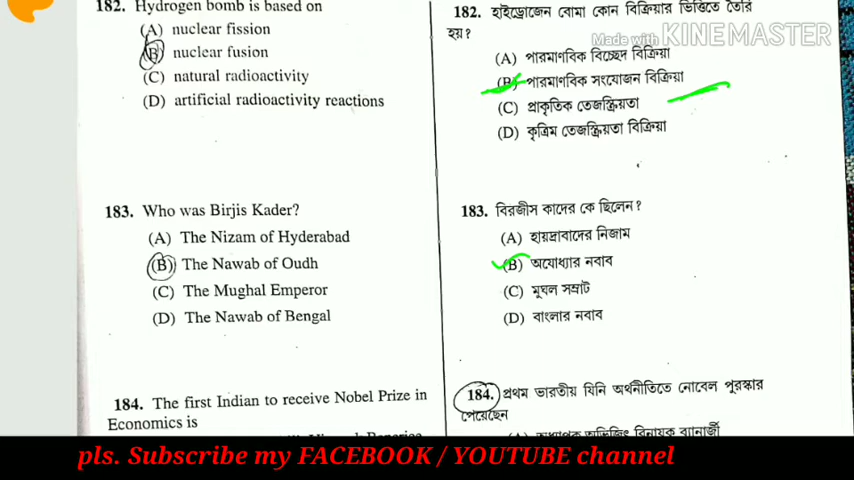 182. Hydrogen bomb is based on
(A) nuclear fission
(B) nuclear fusion
(C) natural radioactivity
(D) artificial radioactivity reactions
183. Who was Birjis Kader?
(A) The Nizam of Hyderabad
(B) The Nawab of Oudh
(C) The Mughal Emperor
(D) The Nawab of Bengal
184. The first Indian to receive Nobel Prize in
Economics is
182. হাইড্রোজেন বোমা কোন বিক্রিয়ার ভিত্তিতে তৈরি
হয়?
(A) পারমাণবিক বিচ্ছেদ বিক্রিয়া
(B) পারমাণবিক সংযোজন বিক্রিয়া
(C) প্রাকৃতিক তেজস্ক্রিয়তা
(D) কৃত্রিম তেজস্ক্রিয়তা বিক্রিয়া
183. বিরজীস কাদের কে ছিলেন?
(A) হায়দ্রাবাদের নিজাম
(B) অযোধ্যার নবাব
(C) মুঘল সম্রাট
(D) বাংলার নবাব
184. প্রথম ভারতীয় যিনি অর্থনীতিতে নোবেল পুরস্কার
পেয়েছেন
(A) অধ্যাপক অভিজিৎ বিনায়ক ব্যানার্জী
Made with KINEMASTER
pls. Subscribe my FACEBOOK / YOUTUBE channel